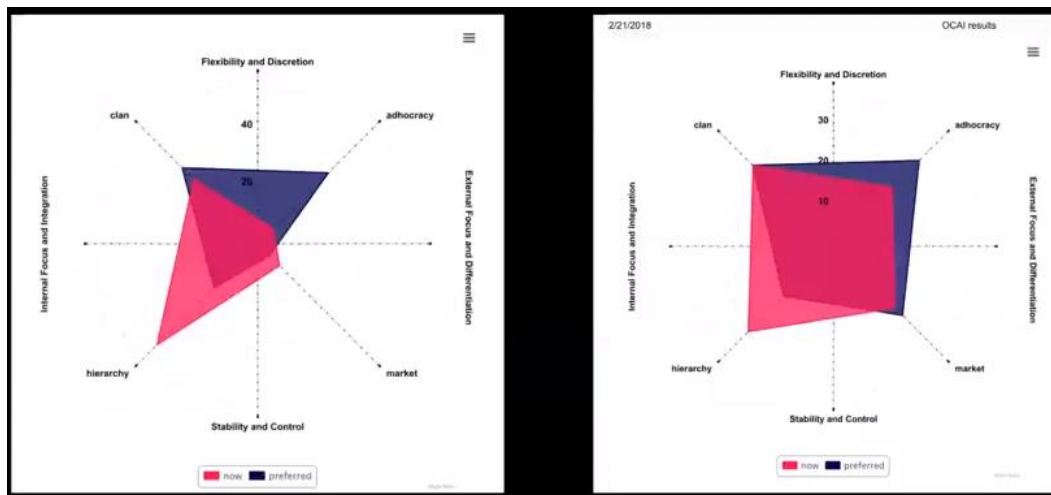 Flexibility and Discretion
clan
adhocracy
40
20
Internal Focus and Integration
External Focus and Differentiation
hierarchy
market
Stability and Control
now
preferred
2/21/2018
OCAI results
Flexibility and Discretion
30
clan
adhocracy
20
10
Internal Focus and Integration
External Focus and Differentiation
hierarchy
market
Stability and Control
now
preferred